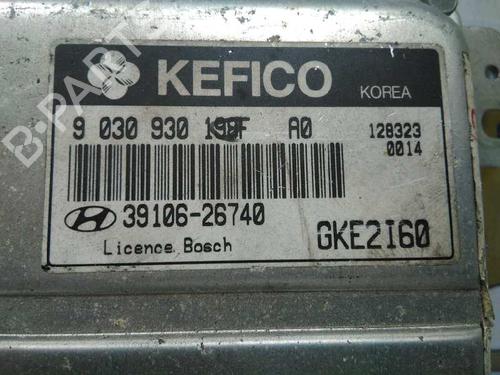 KEFICO
KOREA
9 030 930 A0
128323
0014
39106-26740
GKE2I60
Licence Bosch
B-PARTS